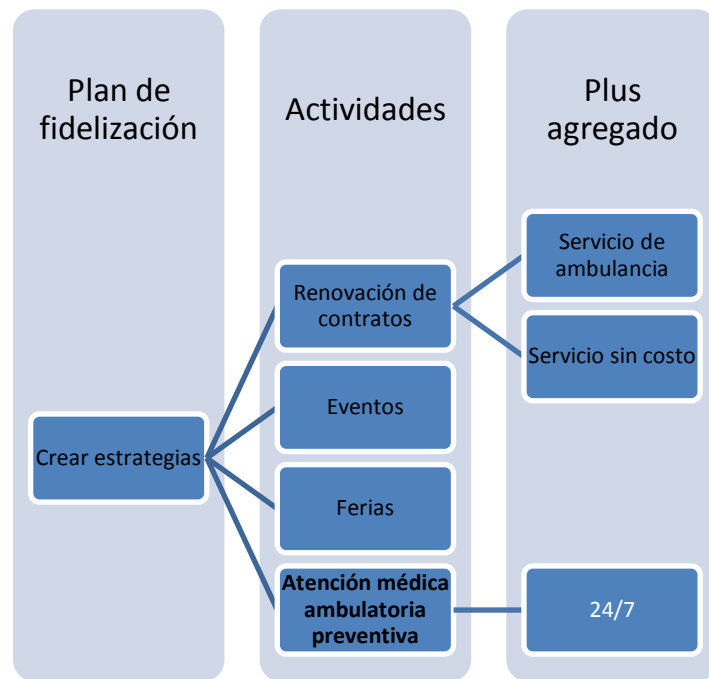 Plan de
fidelización
Actividades
Plus
agregado
Crear estrategias
Renovación de
contratos
Eventos
Ferias
Atención médica
ambulatoria
preventiva
Servicio de
ambulancia
Servicio sin costo
24/7